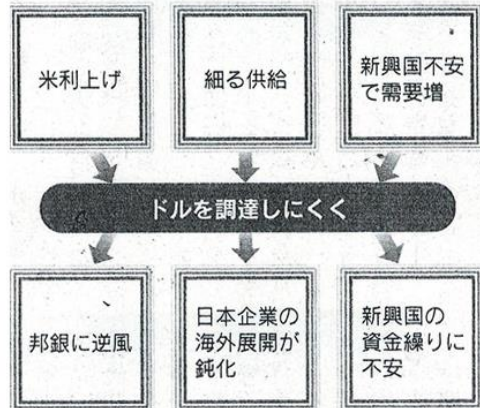 米利上げ
細る供給
新興国不安
で需要増
ドルを調達しにくく
邦銀に逆風
日本企業の
海外展開が
鈍化
新興国の
資金繰りに
不安